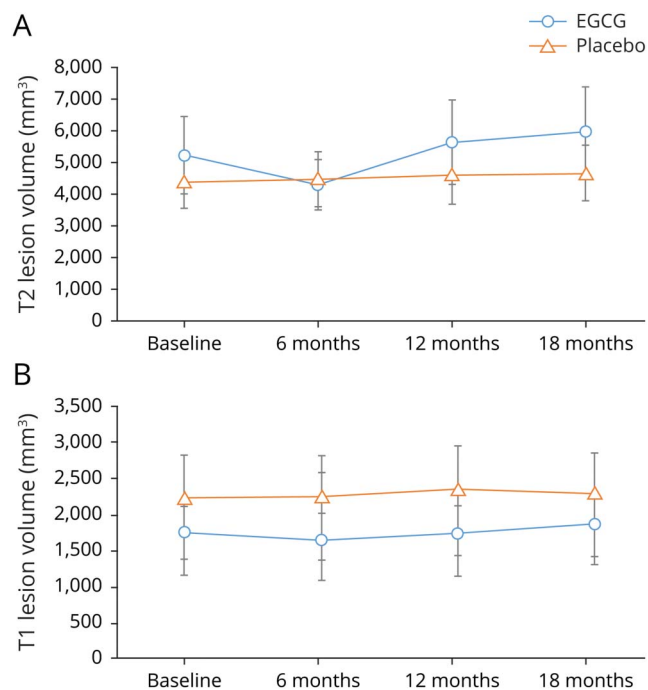 A
EGCG
Placebo
T2 lesion volume (mm³)
8,000
7,000
6,000
5,000
4,000
3,000
2,000
1,000
0
Baseline 6 months 12 months 18 months
B
T1 lesion volume (mm³)
3,500
3,000
2,500
2,000
1,500
1,000
500
0
Baseline 6 months 12 months 18 months